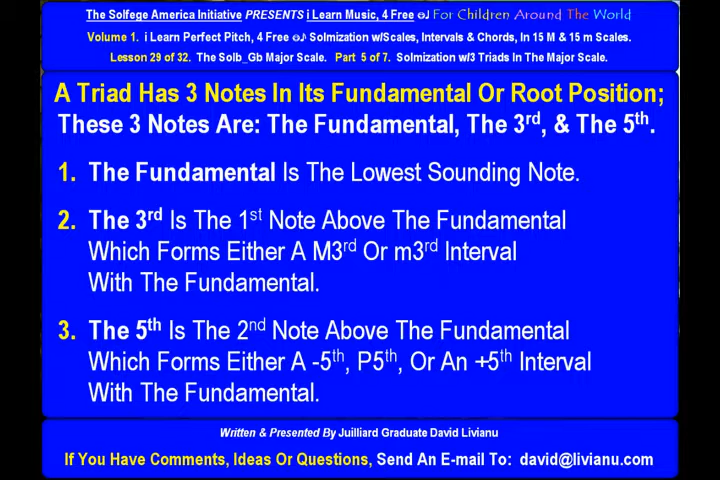 The Solfege America Initiative PRESENTS i Learn Music, 4 Free ℮♪ For Children Around The World
Volume 1. i Learn Perfect Pitch, 4 Free ℮♪ Solmization w/Scales, Intervals & Chords, In 15 M & 15 m Scales.
Lesson 29 of 32. The Solb_Gb Major Scale. Part 5 of 7. Solmization w/3 Triads In The Major Scale.
A Triad Has 3 Notes In Its Fundamental Or Root Position;
These 3 Notes Are: The Fundamental, The 3rd, & The 5th.
1. The Fundamental Is The Lowest Sounding Note.
2. The 3rd Is The 1st Note Above The Fundamental
Which Forms Either A M3rd Or m3rd Interval
With The Fundamental.
3. The 5th Is The 2nd Note Above The Fundamental
Which Forms Either A -5th, P5th, Or An +5th Interval
With The Fundamental.
Written & Presented By Juilliard Graduate David Livianu
If You Have Comments, Ideas Or Questions, Send An E-mail To: david@livianu.com